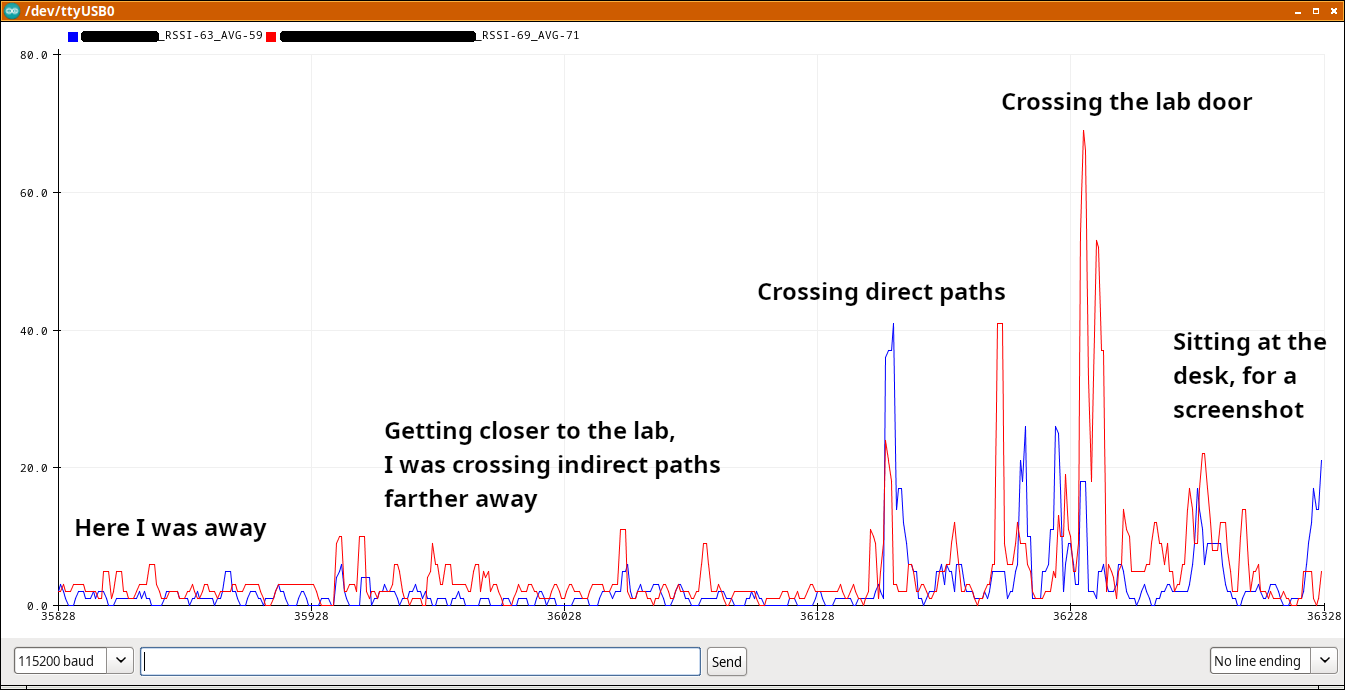 /dev/ttyUSB0
_RSSI-63_AVG-59 _RSSI-69_AVG-71
80.0
Crossing the lab door
60.0
Crossing direct paths
40.0
Sitting at the
desk, for a
screenshot
Getting closer to the lab,
I was crossing indirect paths
farther away
20.0
Here I was away
0.0
35828 35928 36028 36128 36228 36328
115200 baud Send No line ending